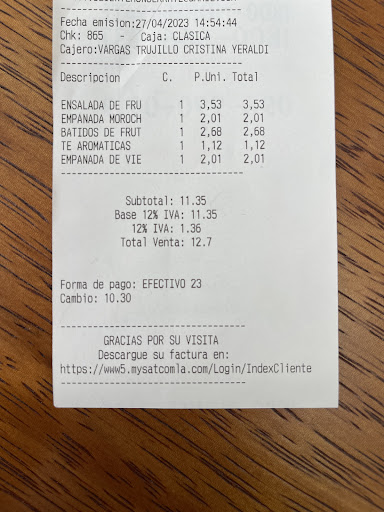 Fecha emision:27/04/2023 14:54:44
Chk: 865 - Caja: CLASICA
Cajero:VARGAS TRUJILLO CRISTINA YERALDI
Descripcion C. P.Uni. Total
ENSALADA DE FRU 1 3,53 3,53
EMPANADA MOROCH 1 2,01 2,01
BATIDOS DE FRUT 1 2,68 2,68
TE AROMATICAS 1 1,12 1,12
EMPANADA DE VIE 1 2,01 2,01
Subtotal: 11.35
Base 12% IVA: 11.35
12% IVA: 1.36
Total Venta: 12.7
Forma de pago: EFECTIVO 23
Cambio: 10.30
GRACIAS POR SU VISITA
Descargue su factura en:
https://www5.mysatcomla.com/Login/IndexCliente